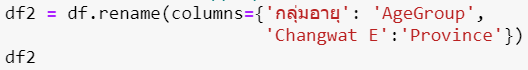 df2 = df.rename(columns={'กลุ่มอายุ': 'AgeGroup',
'Changwat E':'Province'})
df2